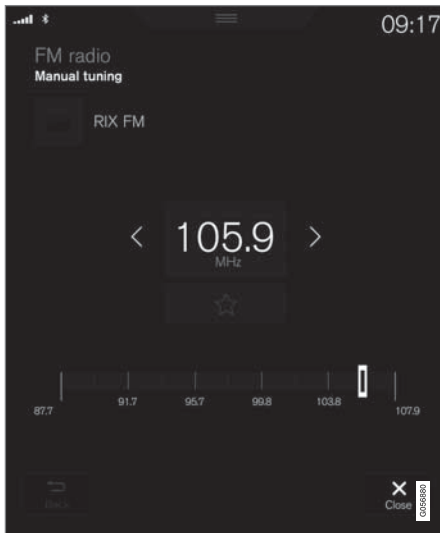 09:17
FM radio
Manual tuning
RIX FM
105.9
MHz
87.7 91.7 95.7 99.8 103.8 107.9
Back
Close
G056880